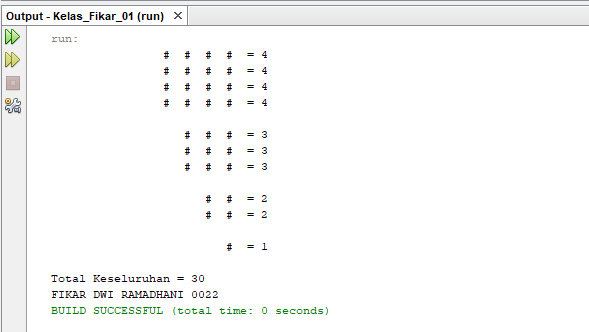 Output - Kelas_Fikar_01 (run)
run:
# # # # = 4
# # # # = 4
# # # # = 4
# # # # = 4
# # # = 3
# # # = 3
# # # = 3
# # = 2
# # = 2
# = 1
Total Keseluruhan = 30
FIKAR DWI RAMADHANI 0022
BUILD SUCCESSFUL (total time: 0 seconds)